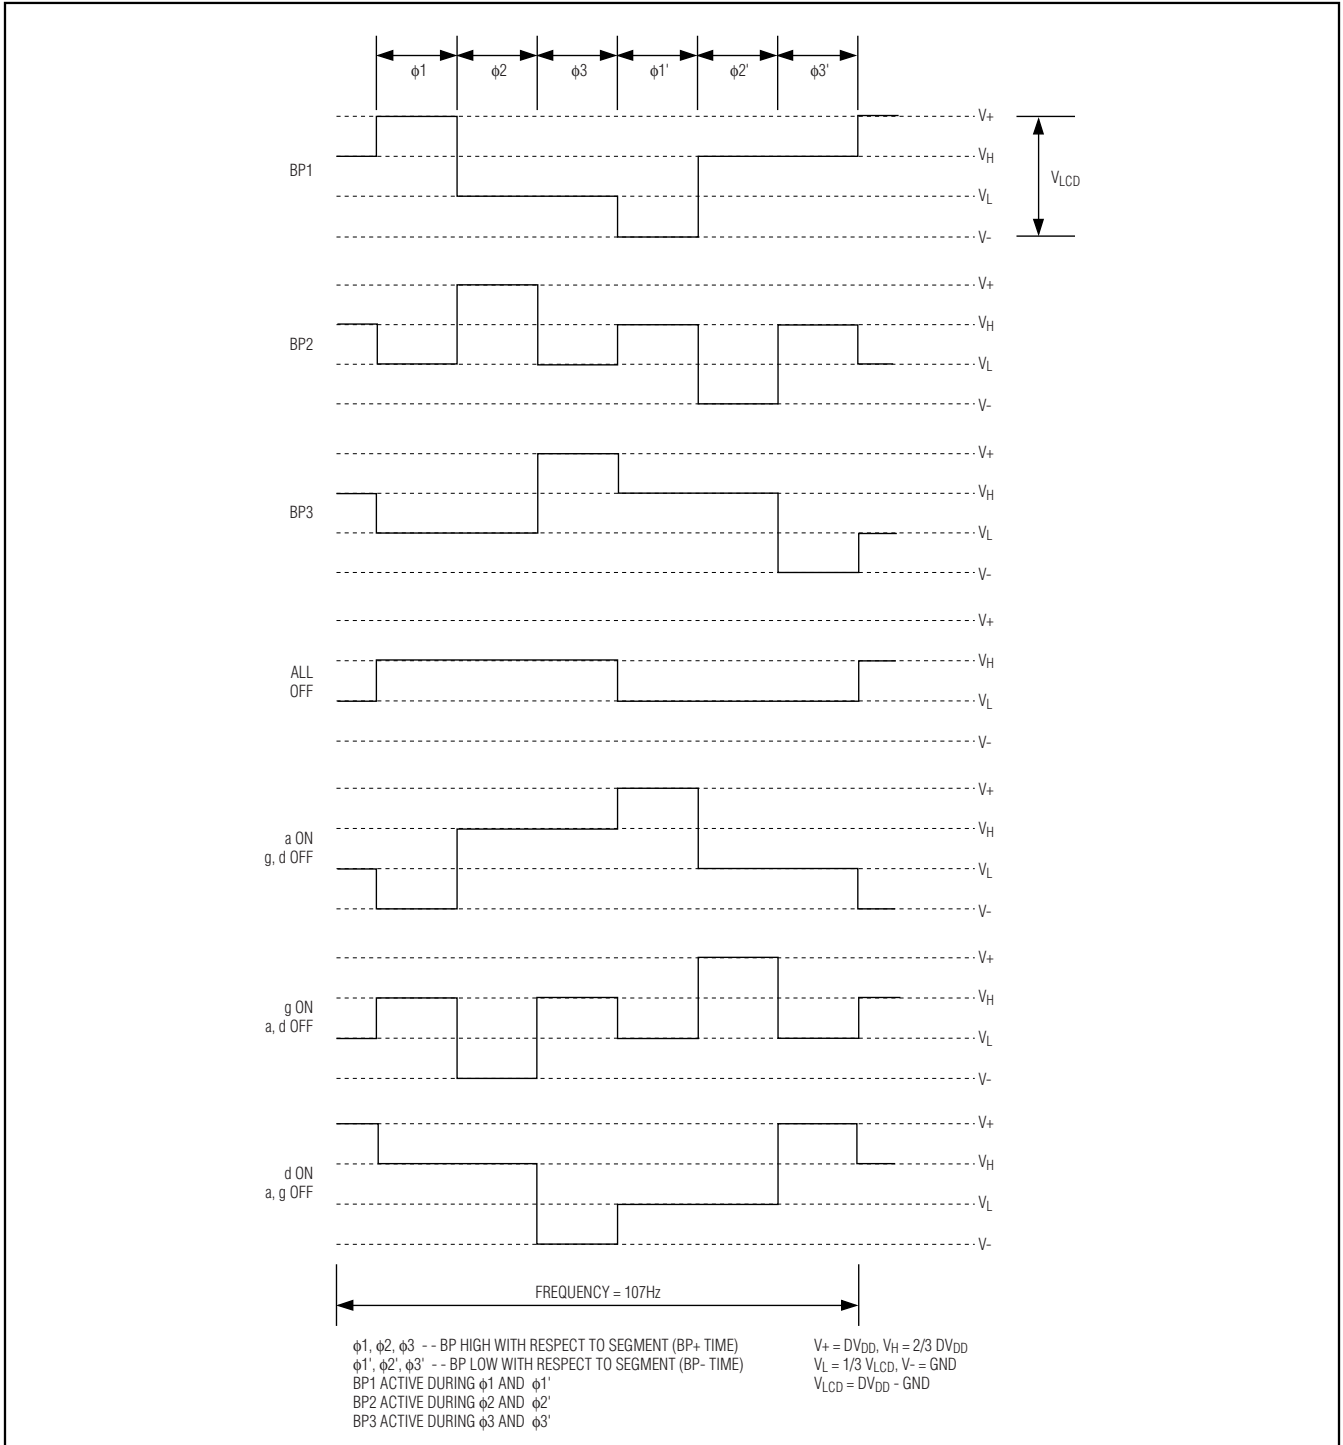 ϕ1 ϕ2 ϕ3 ϕ1' ϕ2' ϕ3'
V+
BP1
VH
VLCD
VL
V-
V+
BP2
VH
VL
V-
V+
BP3
VH
VL
V-
V+
ALL
OFF
VH
VL
V-
V+
a ON
g, d OFF
VH
VL
V-
V+
g ON
a, d OFF
VH
VL
V-
V+
d ON
a, g OFF
VH
VL
V-
FREQUENCY = 107Hz
ϕ1, ϕ2, ϕ3 - - BP HIGH WITH RESPECT TO SEGMENT (BP+ TIME)
ϕ1', ϕ2', ϕ3' - - BP LOW WITH RESPECT TO SEGMENT (BP- TIME)
BP1 ACTIVE DURING ϕ1 AND ϕ1'
BP2 ACTIVE DURING ϕ2 AND ϕ2'
BP3 ACTIVE DURING ϕ3 AND ϕ3'
V+ = DVDD, VH = 2/3 DVDD
VL = 1/3 VLCD, V- = GND
VLCD = DVDD - GND